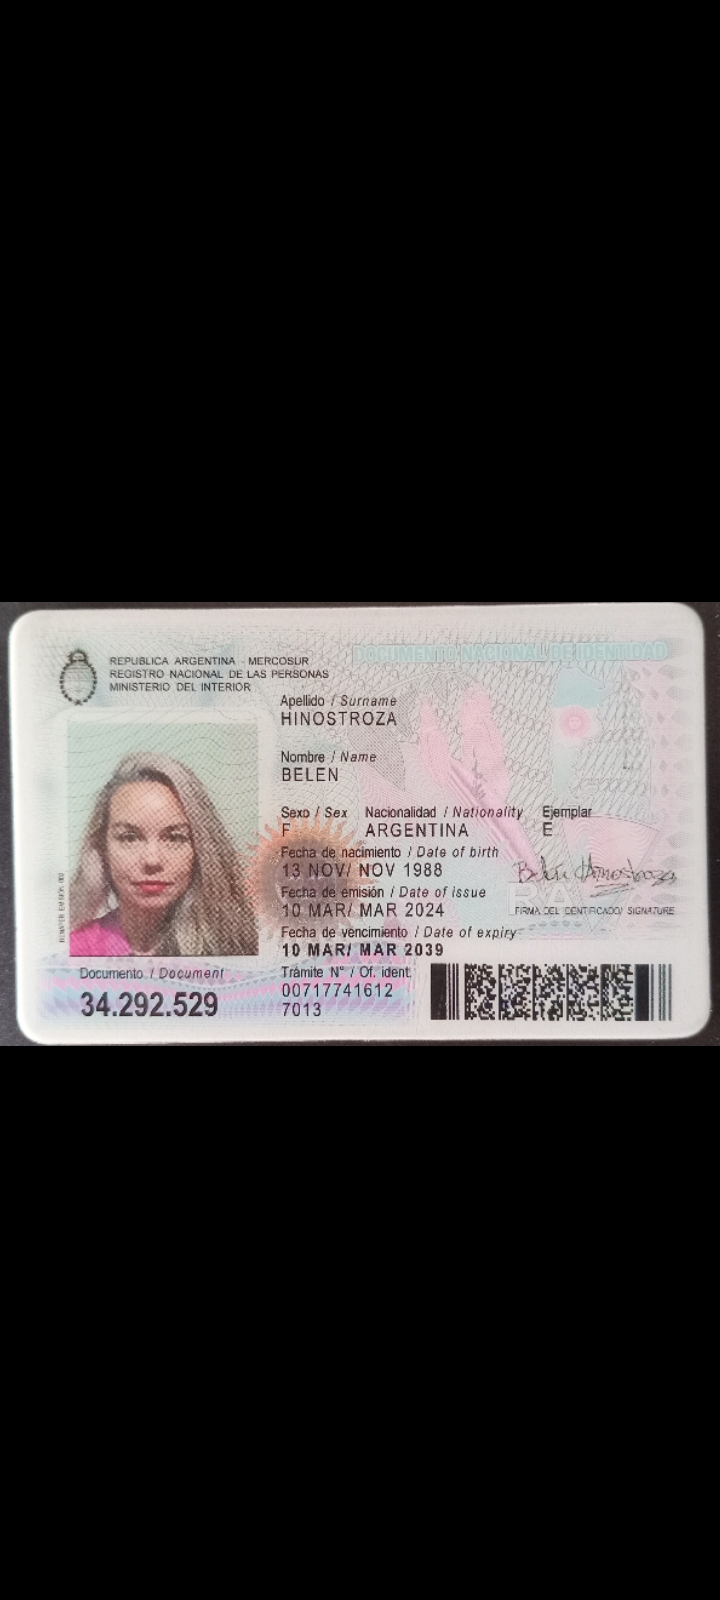 REPUBLICA ARGENTINA - MERCOSUR
REGISTRO NACIONAL DE LAS PERSONAS
MINISTERIO DEL INTERIOR
DOCUMENTO NACIONAL DE IDENTIDAD
Apellido / Surname
HINOSTROZA
Nombre / Name
BELEN
Sexo / Sex Nacionalidad / Nationality Ejemplar
F ARGENTINA E
Fecha de nacimiento / Date of birth
13 NOV/ NOV 1988
Fecha de emisión / Date of issue
10 MAR/ MAR 2024
Belén Hinostroza
FIRMA DEL IDENTIFICADO/ SIGNATURE
Fecha de vencimiento / Date of expiry
10 MAR/ MAR 2039
Documento / Document
34.292.529
Trámite N° / Of. ident.
00717741612
7013